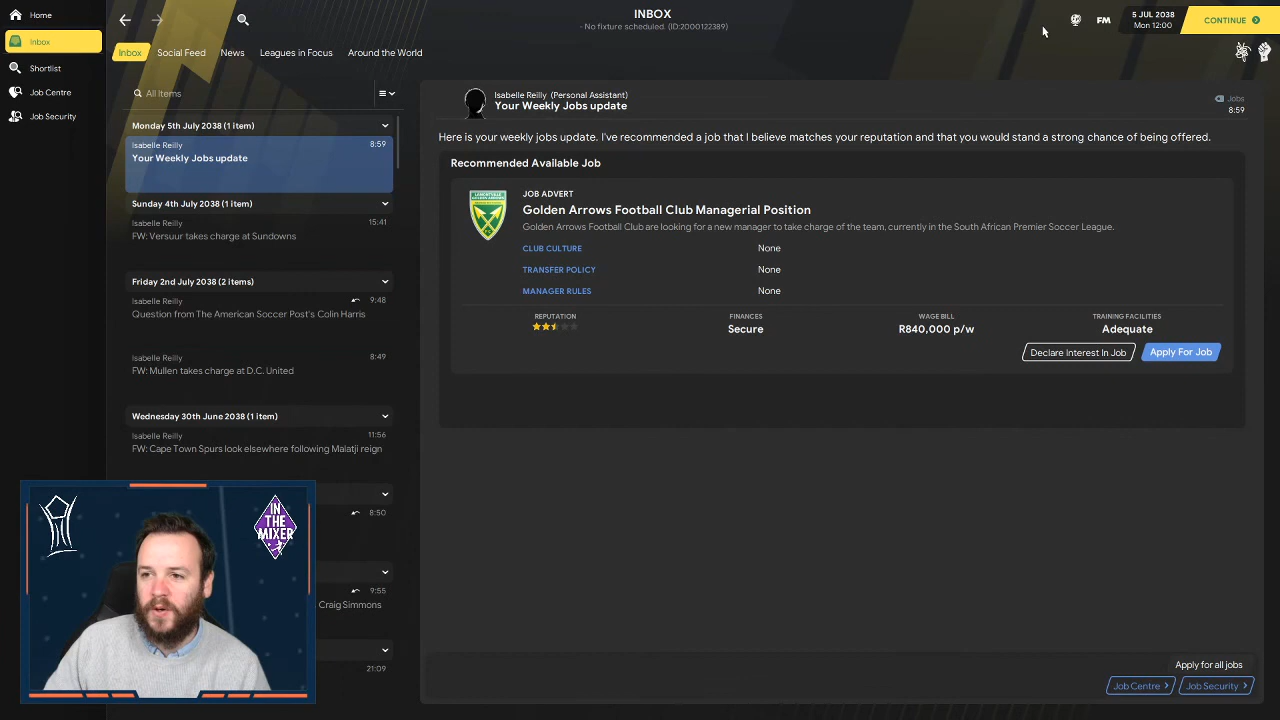 Home
Inbox
Shortlist
Job Centre
Job Security
INBOX
- No fixture scheduled. (ID:2000122389)
FM
5 JUL 2038
Mon 12:00
CONTINUE
Inbox
Social Feed
News
Leagues in Focus
Around the World
All Items
Monday 5th July 2038 (1 item)
Isabelle Reilly
8:59
Your Weekly Jobs update
Sunday 4th July 2038 (1 item)
Isabelle Reilly
15:41
FW: Versuur takes charge at Sundowns
Friday 2nd July 2038 (2 items)
Isabelle Reilly
9:48
Question from The American Soccer Post's Colin Harris
Isabelle Reilly
8:49
Mullen takes charge at D.C. United
Wednesday 30th June 2038 (1 item)
Isabelle Reilly
11:56
FW: Cape Town Spurs look elsewhere following Malatji reign
8:50
9:55
Craig Simmons
21:09
Isabelle Reilly (Personal Assistant)
Your Weekly Jobs update
Jobs
8:59
Here is your weekly jobs update. I've recommended a job that I believe matches your reputation and that you would stand a strong chance of being offered.
Recommended Available Job
JOB ADVERT
Golden Arrows Football Club Managerial Position
Golden Arrows Football Club are looking for a new manager to take charge of the team, currently in the South African Premier Soccer League.
CLUB CULTURE
None
TRANSFER POLICY
None
MANAGER RULES
None
REPUTATION
FINANCES
Secure
WAGE BILL
R840,000 p/w
TRAINING FACILITIES
Adequate
Declare Interest In Job
Apply For Job
Apply for all jobs
Job Centre
Job Security
IN
THE
MIXER